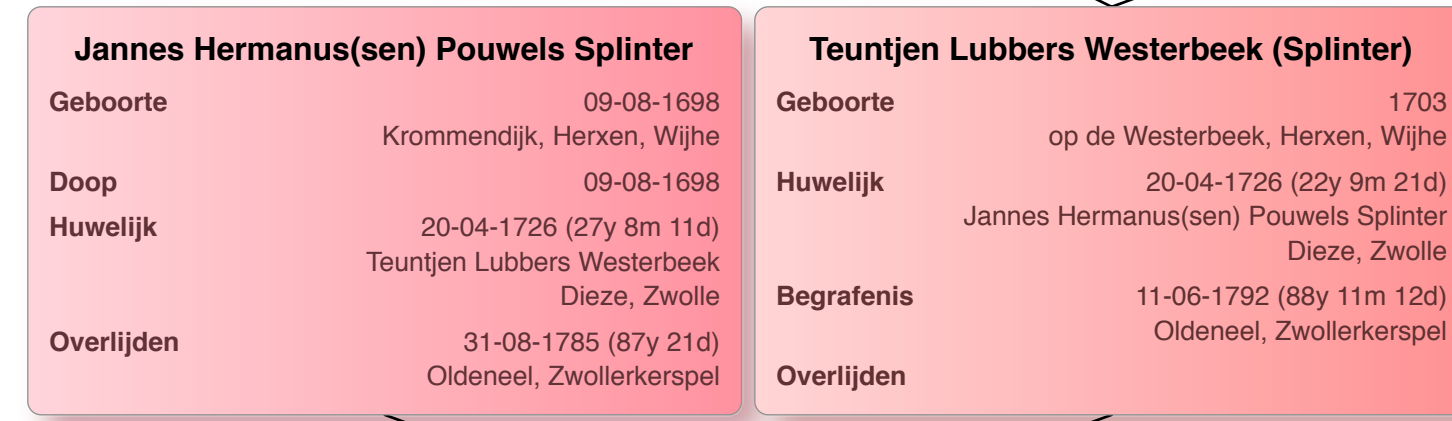 Jannes Hermanus(sen) Pouwels Splinter
Geboorte 09-08-1698
Krommendijk, Herxen, Wijhe
Doop 09-08-1698
Huwelijk 20-04-1726 (27y 8m 11d)
Teuntjen Lubbers Westerbeek
Dieze, Zwolle
Overlijden 31-08-1785 (87y 21d)
Oldeneel, Zwollerkerspel
Teuntjen Lubbers Westerbeek (Splinter)
Geboorte 1703
op de Westerbeek, Herxen, Wijhe
Huwelijk 20-04-1726 (22y 9m 21d)
Jannes Hermanus(sen) Pouwels Splinter
Dieze, Zwolle
Begrafenis 11-06-1792 (88y 11m 12d)
Oldeneel, Zwollerkerspel
Overlijden